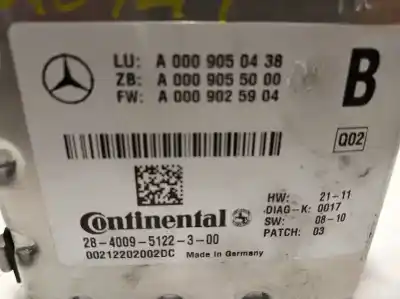 LU: A 000 905 04 38
ZB: A 000 905 50 00
FW: A 000 902 59 04
B
Q02
Continental
28-4009-5122-3-00
00212202002DC
Made in Germany
HW: 21-11
DIAG-K: 0017
SW: 08-10
PATCH: 03